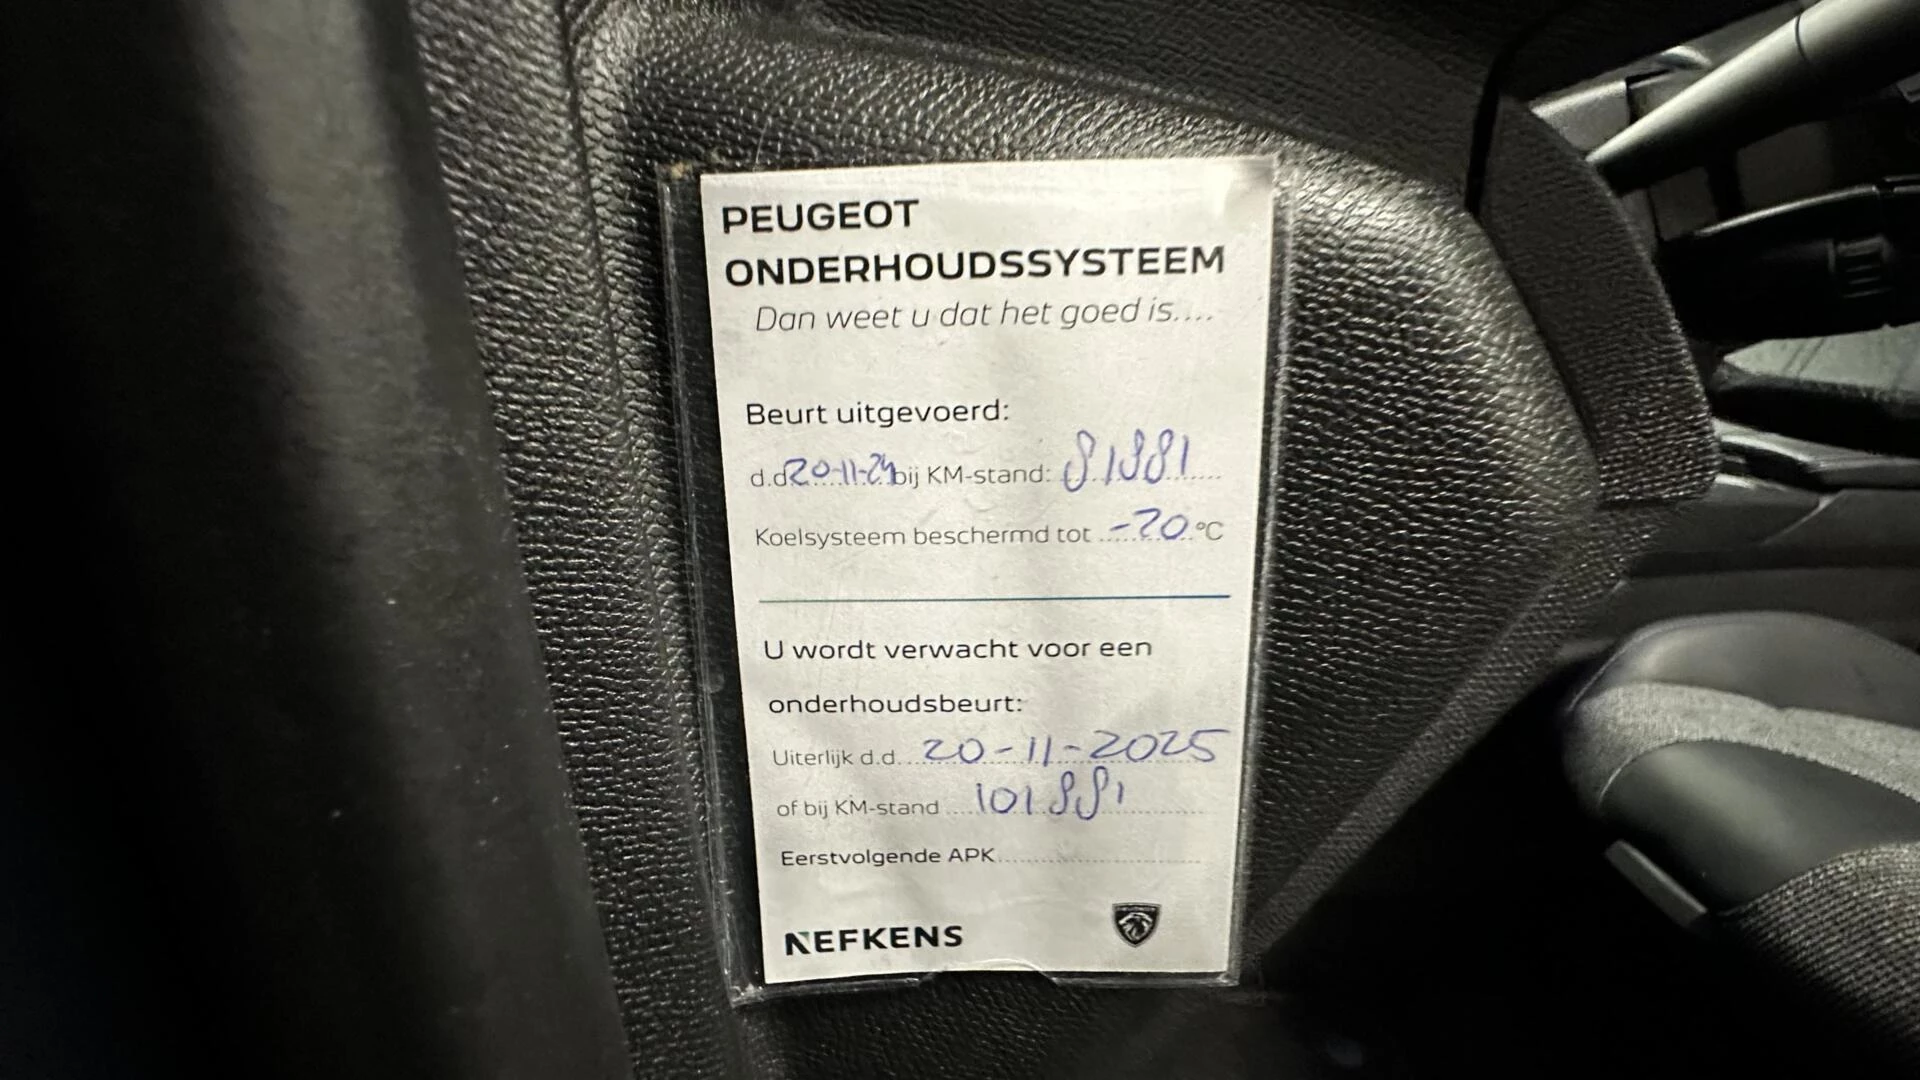 PEUGEOT
ONDERHOUDSSYSTEEM
Dan weet u dat het goed is....
Beurt uitgevoerd:
d.d. 20-11-24 bij KM-stand: 81881
Koelsysteem beschermd tot -20 °C
U wordt verwacht voor een
onderhoudsbeurt:
Uiterlijk d.d. 20-11-2025
of bij KM-stand 101881
Eerstvolgende APK
NEFKENS